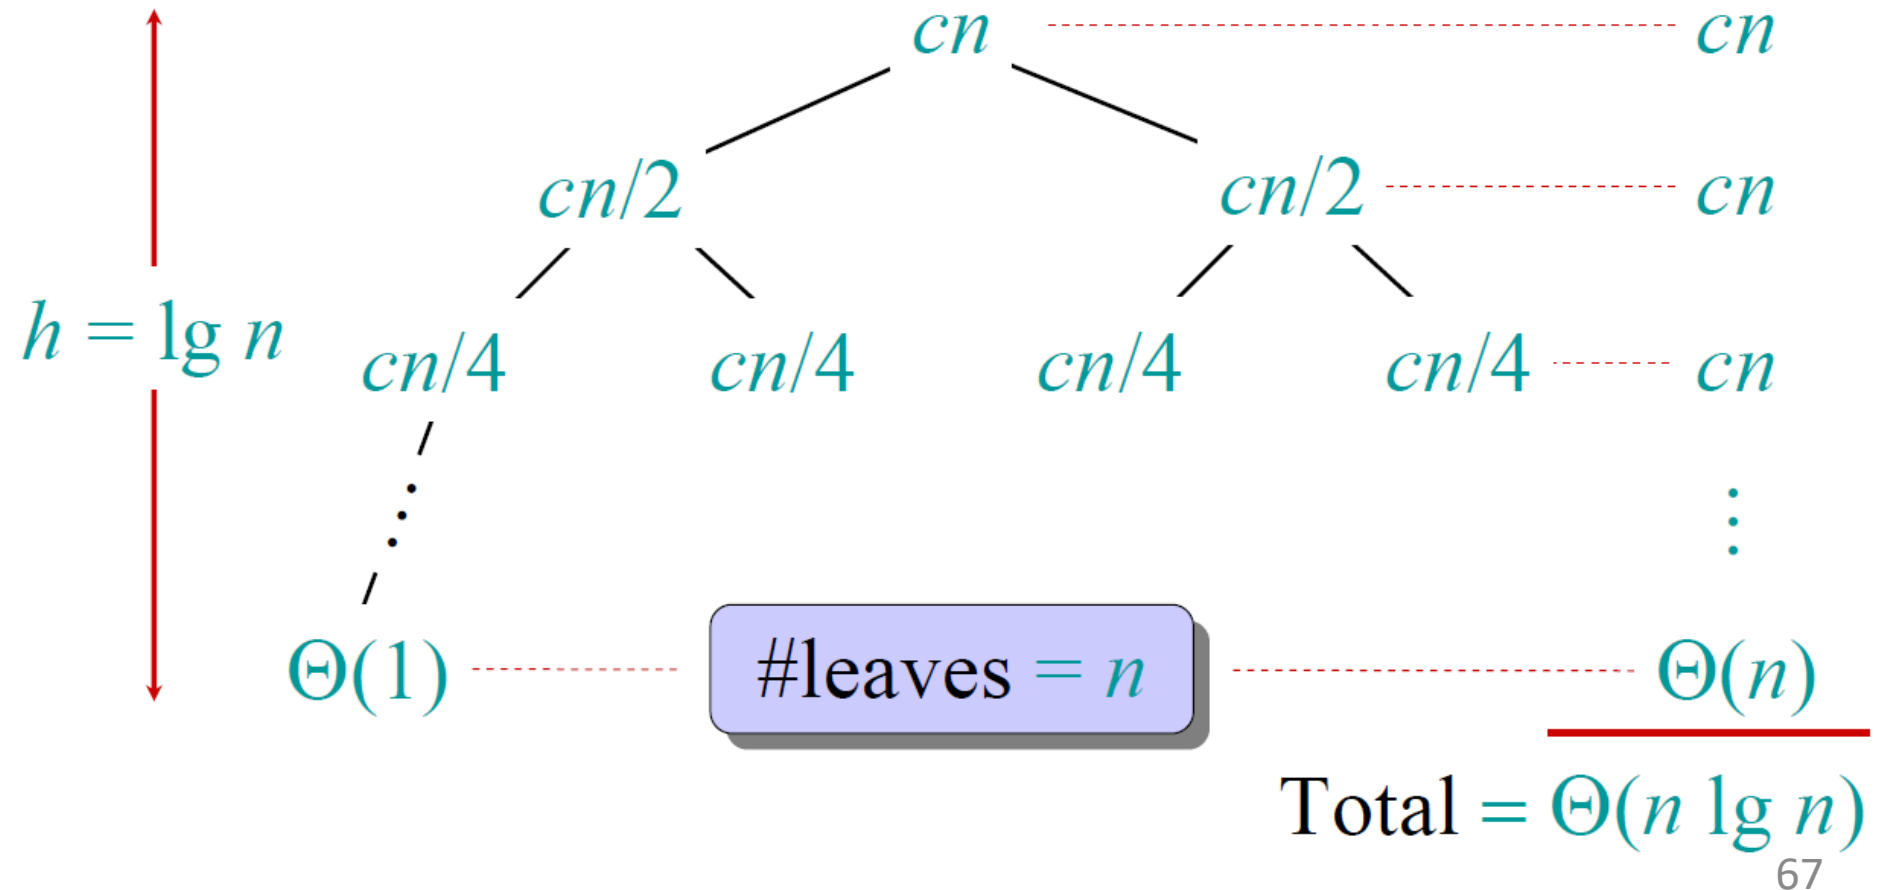 cn cn
cn/2 cn/2 cn
h = lg n
cn/4 cn/4 cn/4 cn/4 cn
Θ(1) #leaves = n Θ(n)
Total = Θ(n lg n)
67